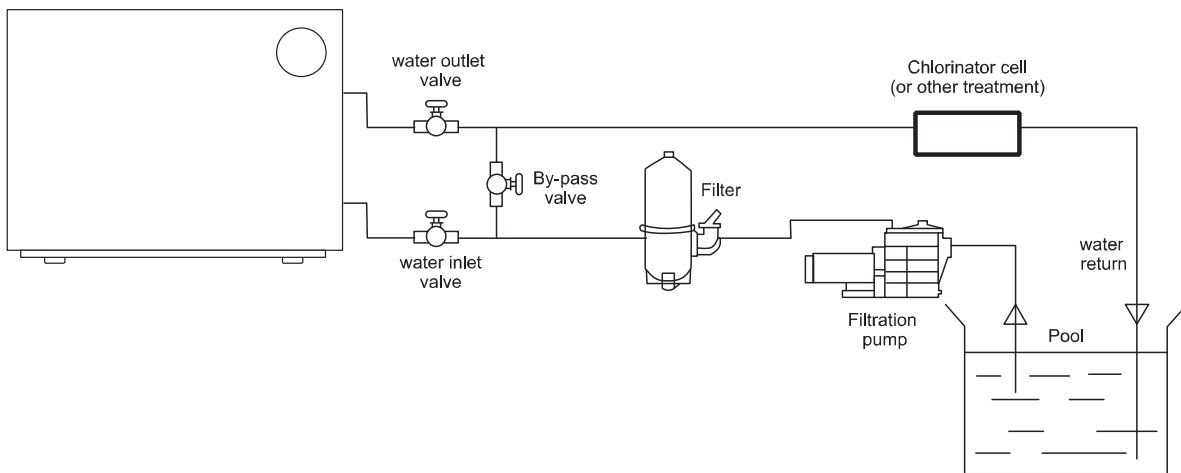 water outlet
valve
Chlorinator cell
(or other treatment)
By-pass
valve
Filter
water inlet
valve
water
return
Filtration
pump
Pool